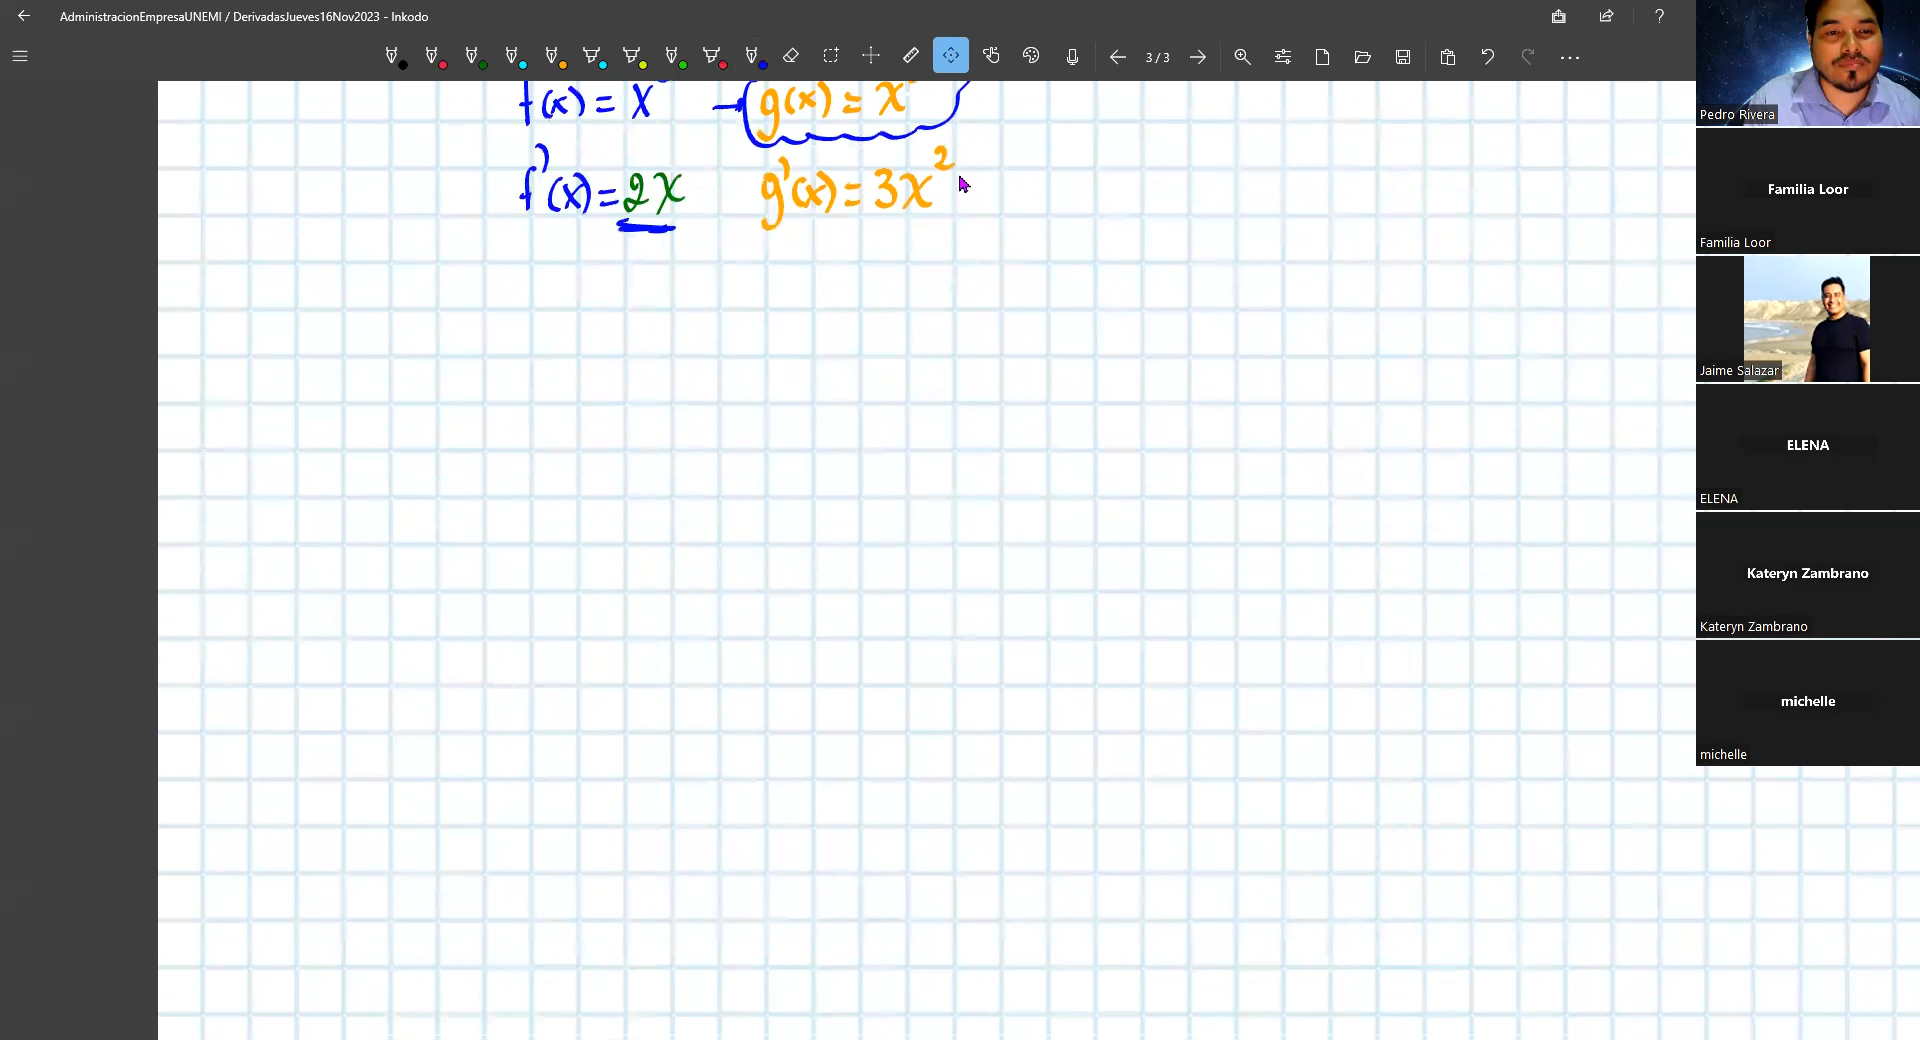 AdministracionEmpresaUNEMI / DerivadasJueves16Nov2023 - Inkodo
3 / 3
f(x) = x g(x) = x
f'(x) = 2x g'(x) = 3x²
Pedro Rivera
Familia Loor
Familia Loor
Jaime Salazar
ELENA
ELENA
Kateryn Zambrano
Kateryn Zambrano
michelle
michelle